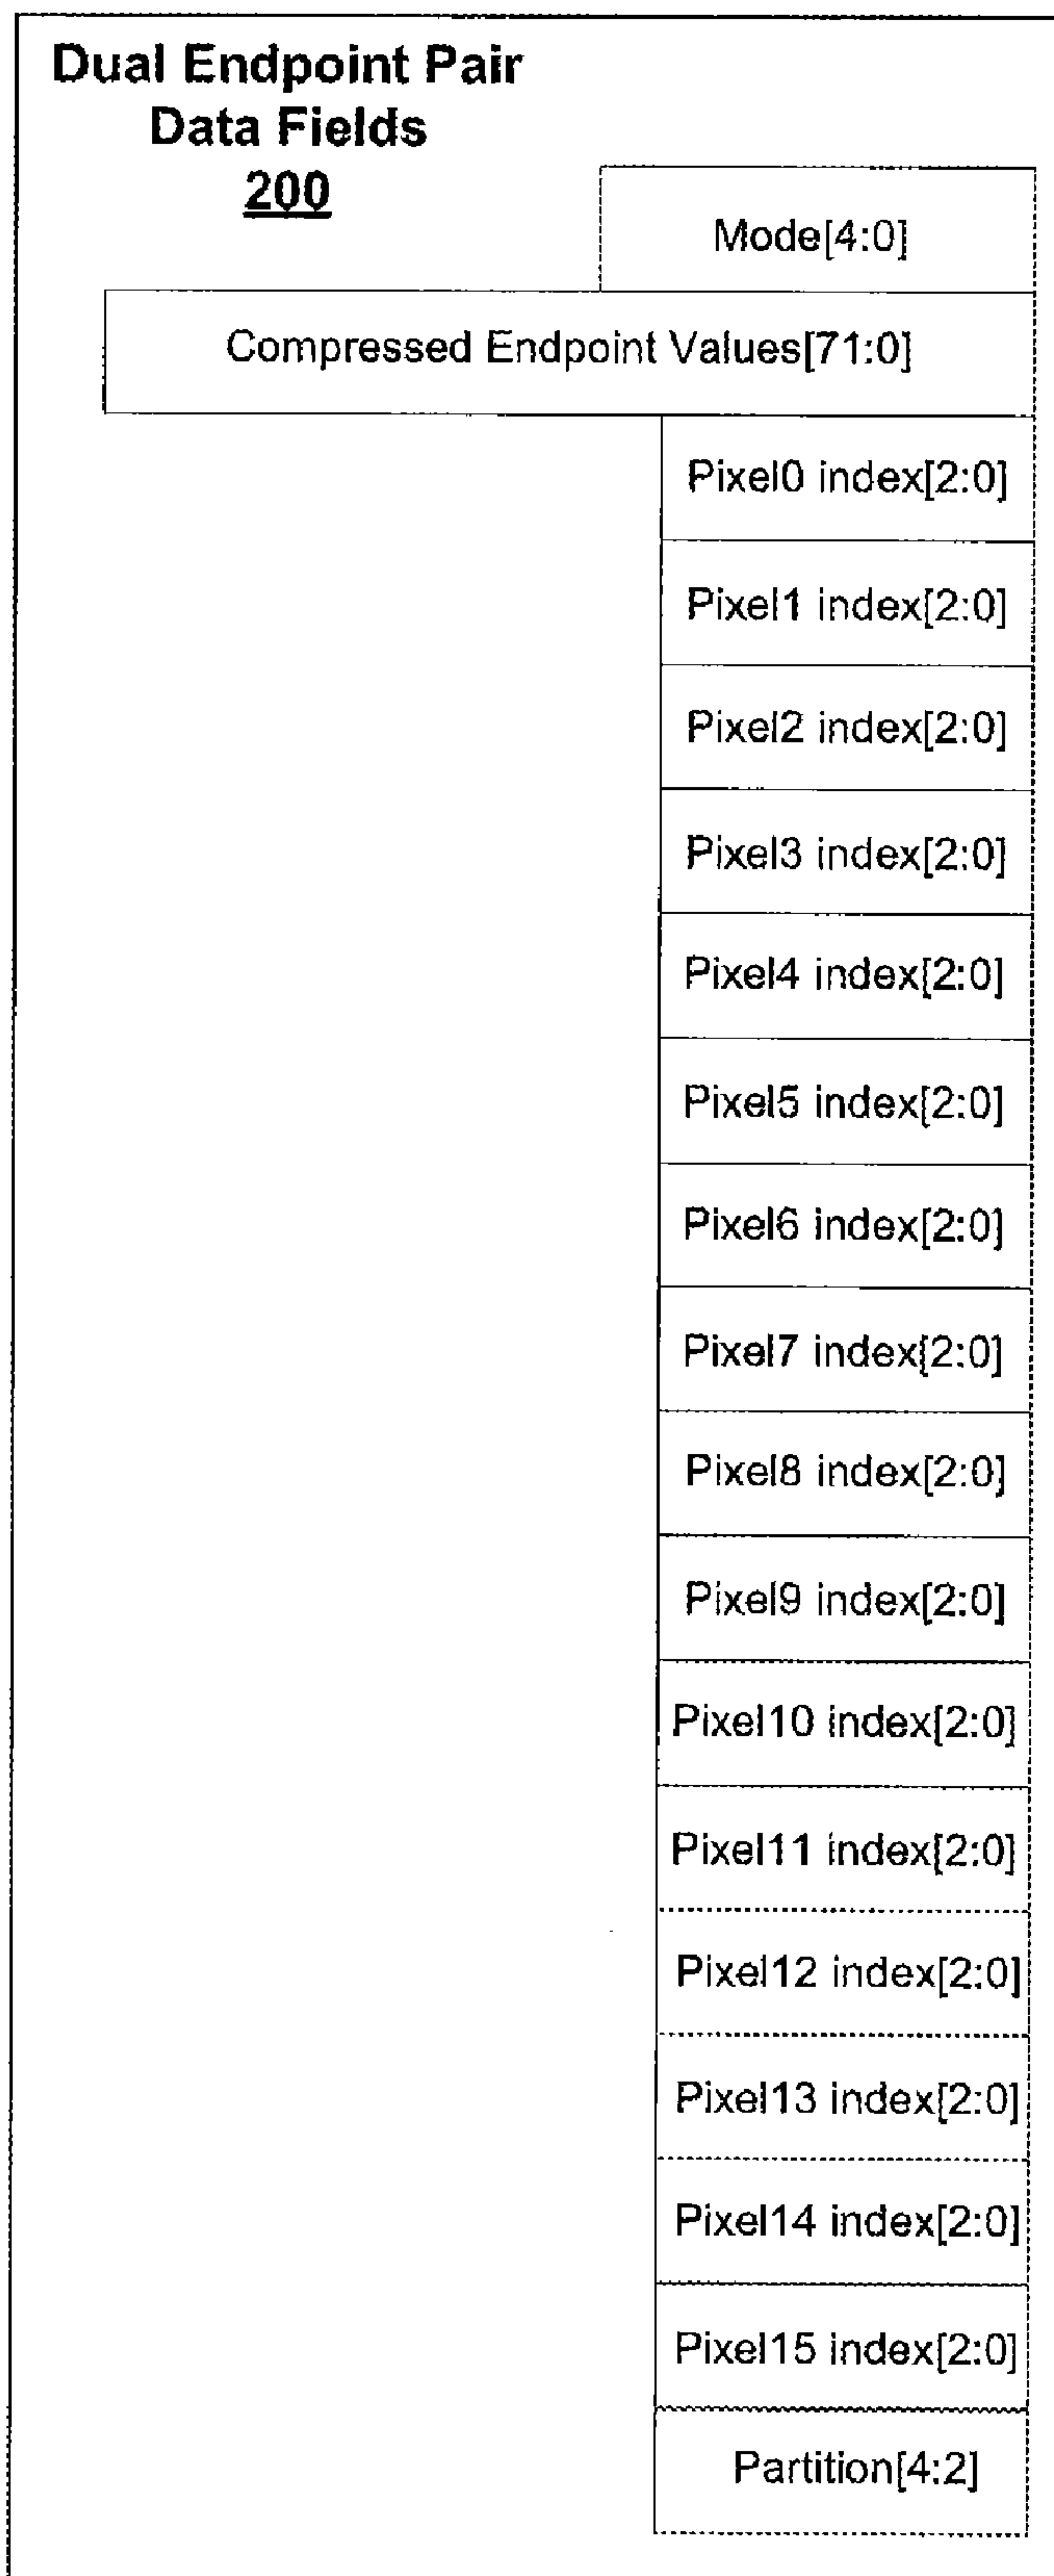 Dual Endpoint Pair
Data Fields
200
Mode[4:0]
Compressed Endpoint Values[71:0]
Pixel0 index[2:0]
Pixel1 index[2:0]
Pixel2 index[2:0]
Pixel3 index[2:0]
Pixel4 index[2:0]
Pixel5 index[2:0]
Pixel6 index[2:0]
Pixel7 index[2:0]
Pixel8 index[2:0]
Pixel9 index[2:0]
Pixel10 index[2:0]
Pixel11 index[2:0]
Pixel12 index[2:0]
Pixel13 index[2:0]
Pixel14 index[2:0]
Pixel15 index[2:0]
Partition[4:2]